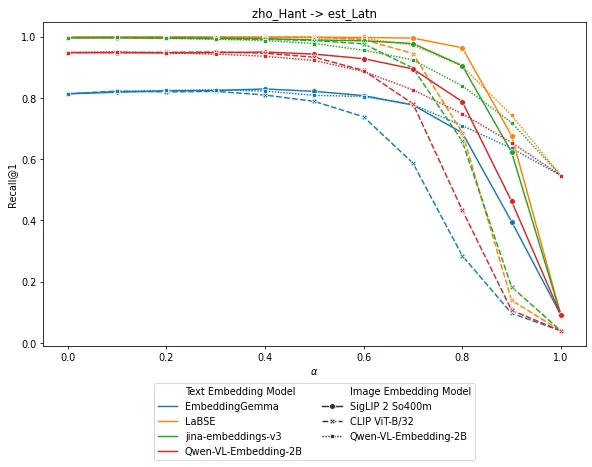 zho_Hant -> est_Latn
Recall@1
1.0
0.8
0.6
0.4
0.2
0.0
0.0 0.2 0.4 0.6 0.8 1.0
α
Text Embedding Model
EmbeddingGemma
LaBSE
jina-embeddings-v3
Qwen-VL-Embedding-2B
Image Embedding Model
SigLIP 2 So400m
CLIP ViT-B/32
Qwen-VL-Embedding-2B